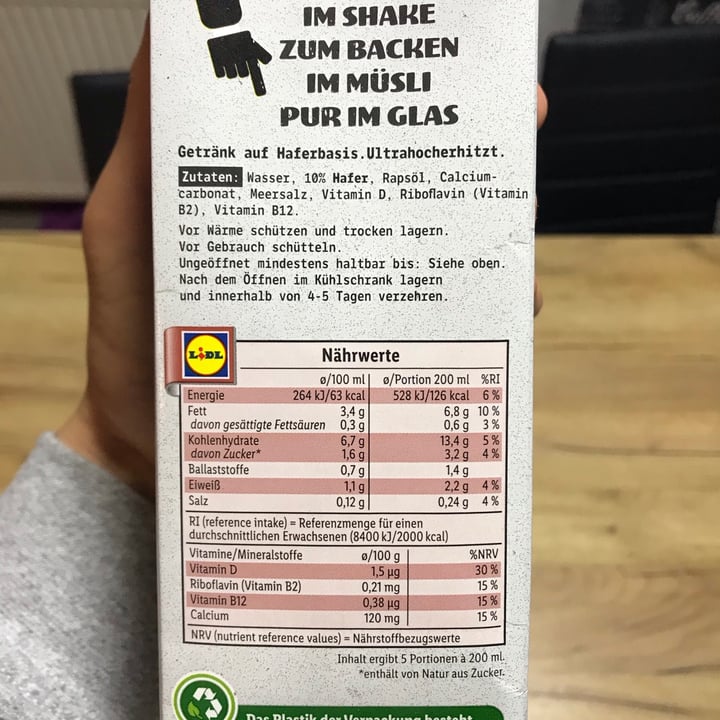 IM SHAKE
ZUM BACKEN
IM MÜSLI
PUR IM GLAS
Getränk auf Haferbasis.Ultrahocherhitzt.
Zutaten: Wasser, 10% Hafer, Rapsöl, Calcium-
carbonat, Meersalz, Vitamin D, Riboflavin (Vitamin
B2), Vitamin B12.
Vor Wärme schützen und trocken lagern.
Vor Gebrauch schütteln.
Ungeöffnet mindestens haltbar bis: Siehe oben.
Nach dem Öffnen im Kühlschrank lagern
und innerhalb von 4-5 Tagen verzehren.
LIDL
Nährwerte
ø/100 ml ø/Portion 200 ml %RI
Energie 264 kJ/63 kcal 528 kJ/126 kcal 6 %
Fett 3,4 g 6,8 g 10 %
davon gesättigte Fettsäuren 0,3 g 0,6 g 3 %
Kohlenhydrate 6,7 g 13,4 g 5 %
davon Zucker* 1,6 g 3,2 g 4 %
Ballaststoffe 0,7 g 1,4 g
Eiweiß 1,1 g 2,2 g 4 %
Salz 0,12 g 0,24 g 4 %
RI (reference intake) = Referenzmenge für einen
durchschnittlichen Erwachsenen (8400 kJ/2000 kcal)
Vitamine/Mineralstoffe ø/100 g %NRV
Vitamin D 1,5 µg 30 %
Riboflavin (Vitamin B2) 0,21 mg 15 %
Vitamin B12 0,38 µg 15 %
Calcium 120 mg 15 %
NRV (nutrient reference values) = Nährstoffbezugswerte
Inhalt ergibt 5 Portionen à 200 ml.
*enthält von Natur aus Zucker.
Das Plastik der Verpackung besteht